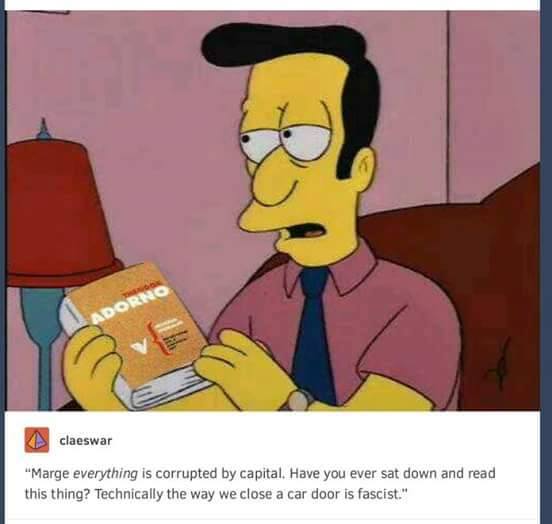 THEODOR
ADORNO
V
claeswar
"Marge everything is corrupted by capital. Have you ever sat down and read
this thing? Technically the way we close a car door is fascist."